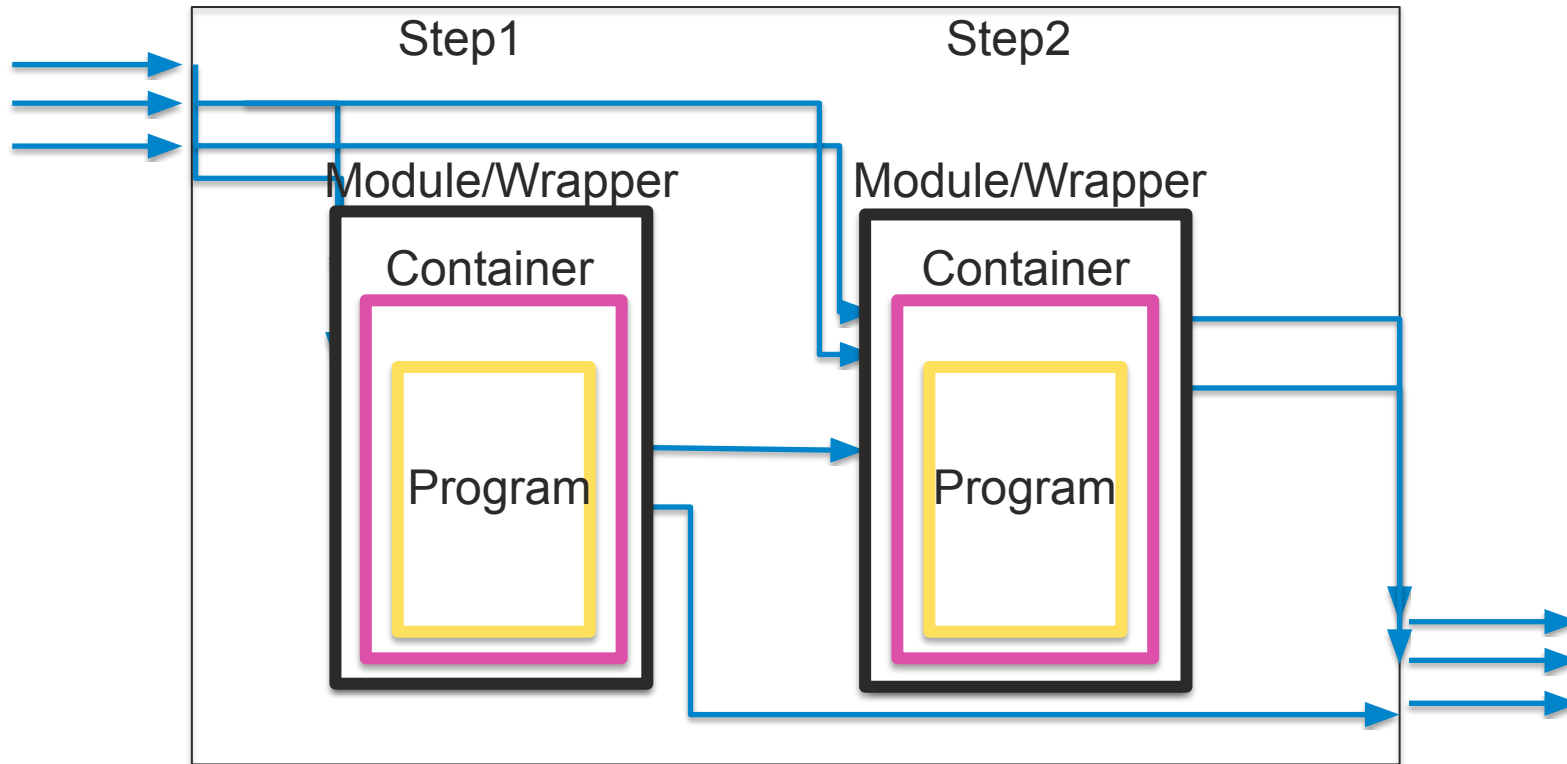 Step1
Step2
Module/Wrapper
Module/Wrapper
Container
Container
Program
Program